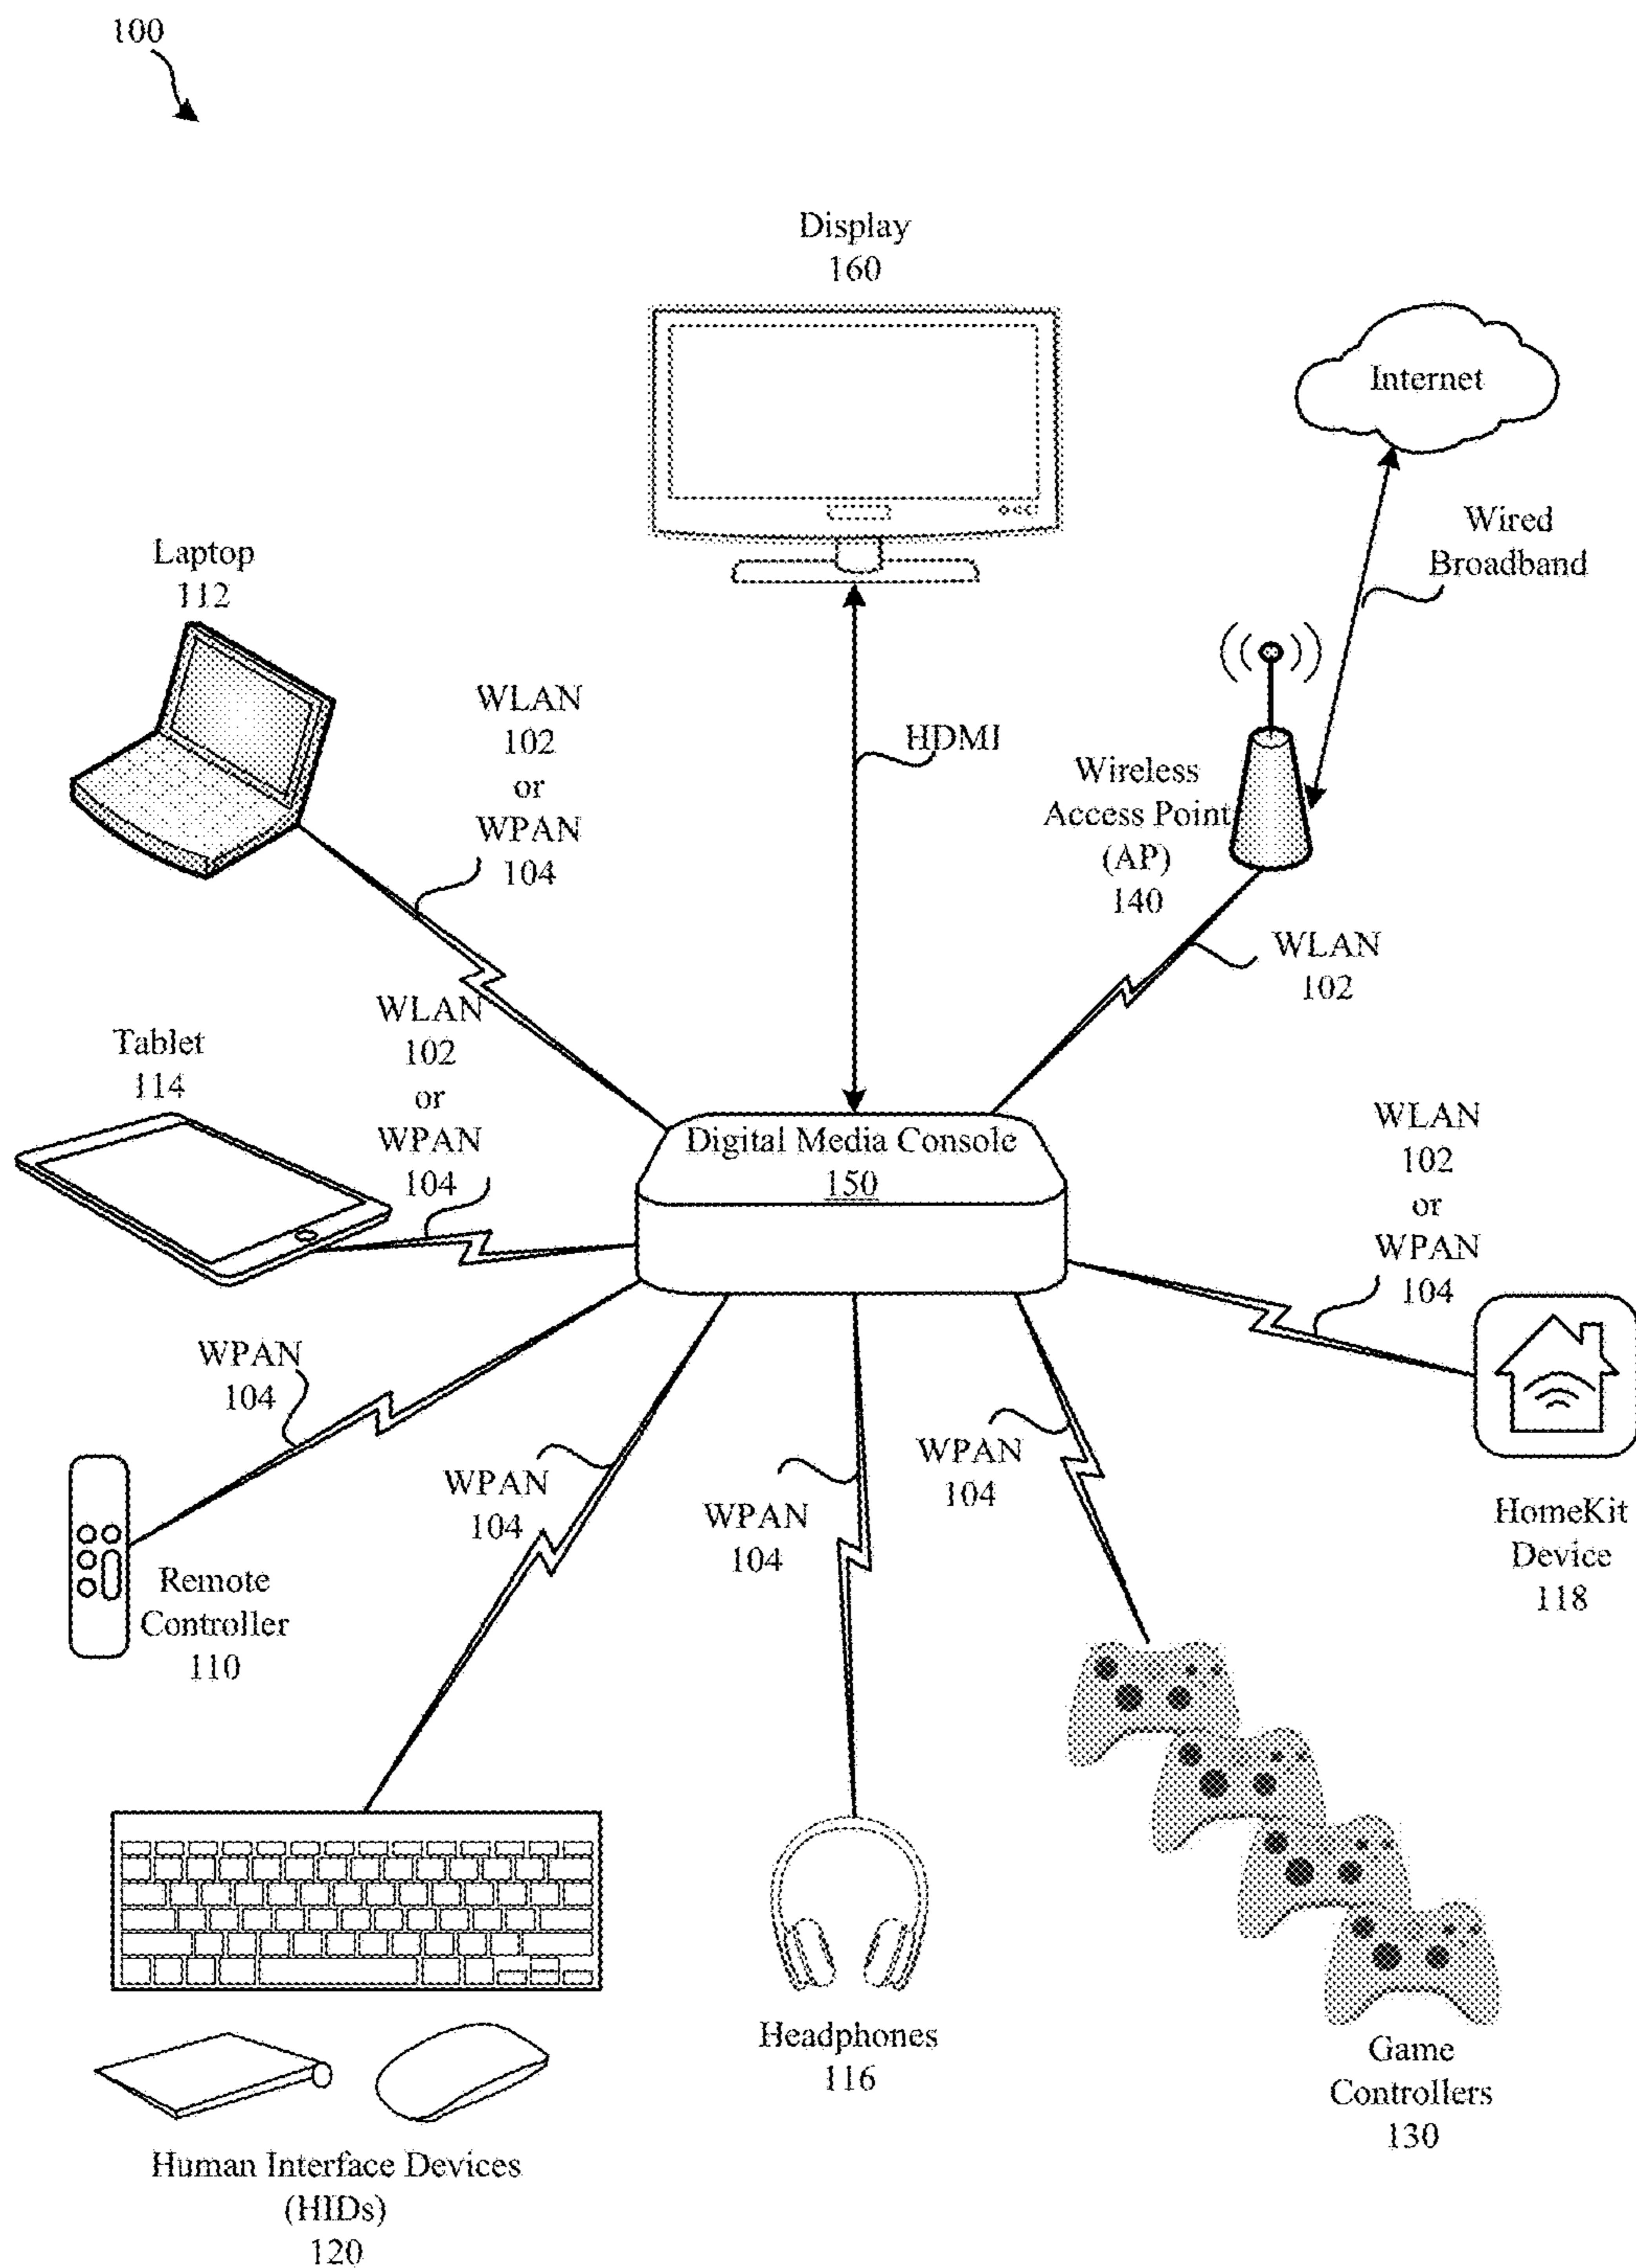 100
Display
160
Internet
Wired
Broadband
Laptop
112
WLAN
102
or
WPAN
104
HDMI
Wireless
Access Point
(AP)
140
WLAN
102
Tablet
114
WLAN
102
or
WPAN
104
Digital Media Console
150
WLAN
102
or
WPAN
104
WPAN
104
WPAN
104
WPAN
104
WPAN
104
HomeKit
Device
118
Remote
Controller
110
Headphones
116
Game
Controllers
130
Human Interface Devices
(HIDs)
120